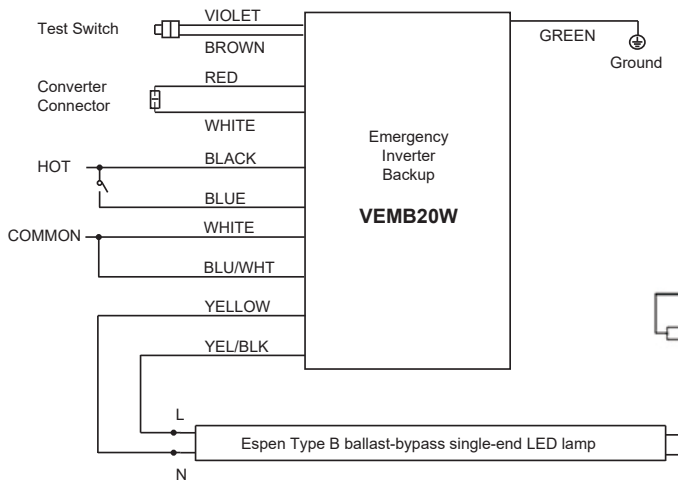 VIOLET
Test Switch
BROWN
GREEN
Ground
RED
Converter
Connector
WHITE
Emergency
Inverter
Backup
VEMB20W
HOT
BLACK
BLUE
COMMON
WHITE
BLU/WHT
YELLOW
YEL/BLK
L
Espen Type B ballast-bypass single-end LED lamp
N